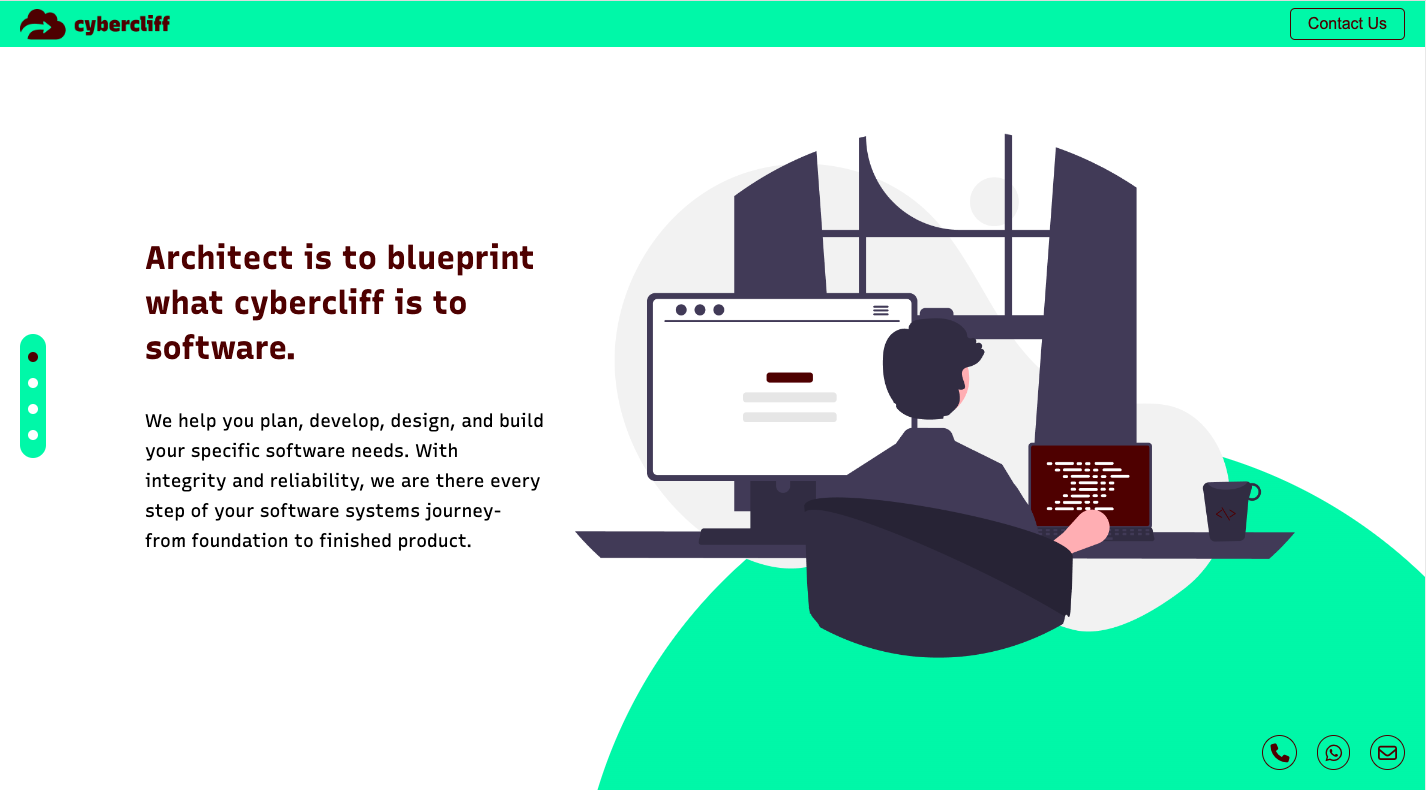 cybercliff
Contact Us
Architect is to blueprint
what cybercliff is to
software.
We help you plan, develop, design, and build
your specific software needs. With
integrity and reliability, we are there every
step of your software systems journey-
from foundation to finished product.
<\>